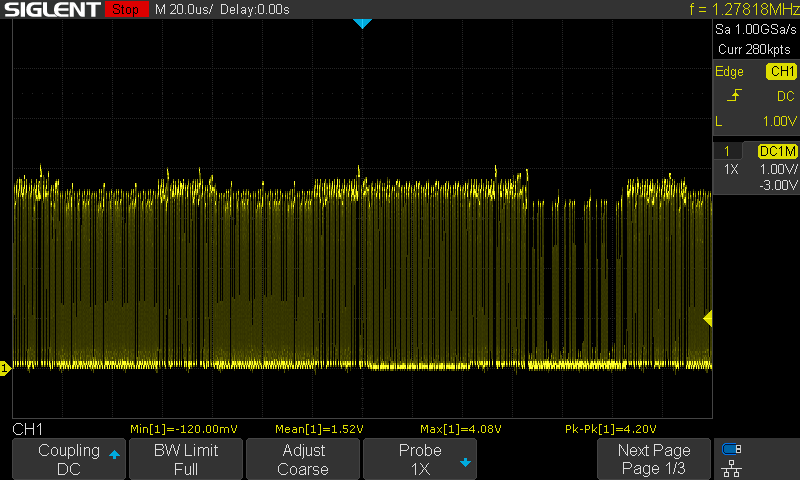 SIGLENT Stop M 20.0us/ Delay:0.00s f = 1.27818MHz
Sa 1.00GSa/s
Curr 280kpts
Edge CH1
DC
L 1.00V
1 DC1M
1X 1.00V/
-3.00V
1
CH1 Min[1]=-120.00mV Mean[1]=1.52V Max[1]=4.08V Pk-Pk[1]=4.20V
Coupling BW Limit Adjust Probe Next Page
DC Full Coarse 1X Page 1/3